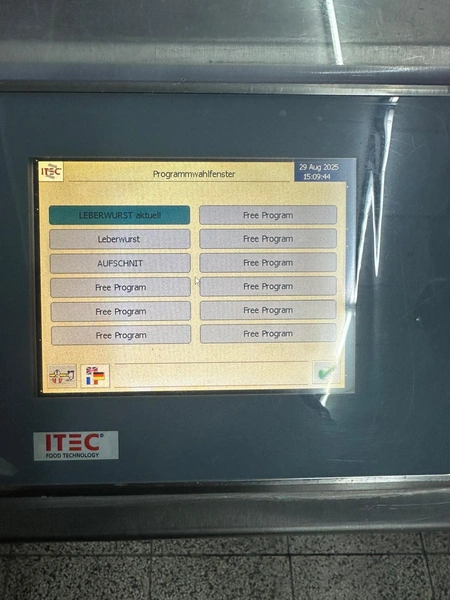 ITEC
Programmwahlfenster
29 Aug 2025
15:09:44
LEBERWURST aktuell
Free Program
Leberwurst
Free Program
AUFSCHNIT
Free Program
Free Program
Free Program
Free Program
Free Program
Free Program
Free Program
ITEC®
FOOD TECHNOLOGY